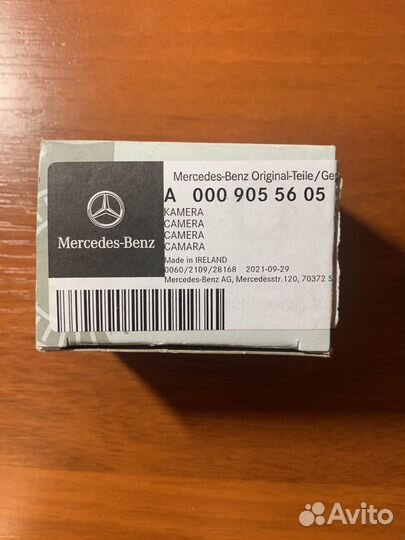 Mercedes-Benz Original-Teile/Ge
A 000 905 56 05
KAMERA
CAMERA
CAMERA
CAMARA
Made in IRELAND
0060/2109/28168 2021-09-29
Mercedes-Benz AG, Mercedesstr.120, 70372 S
Mercedes-Benz
Avito